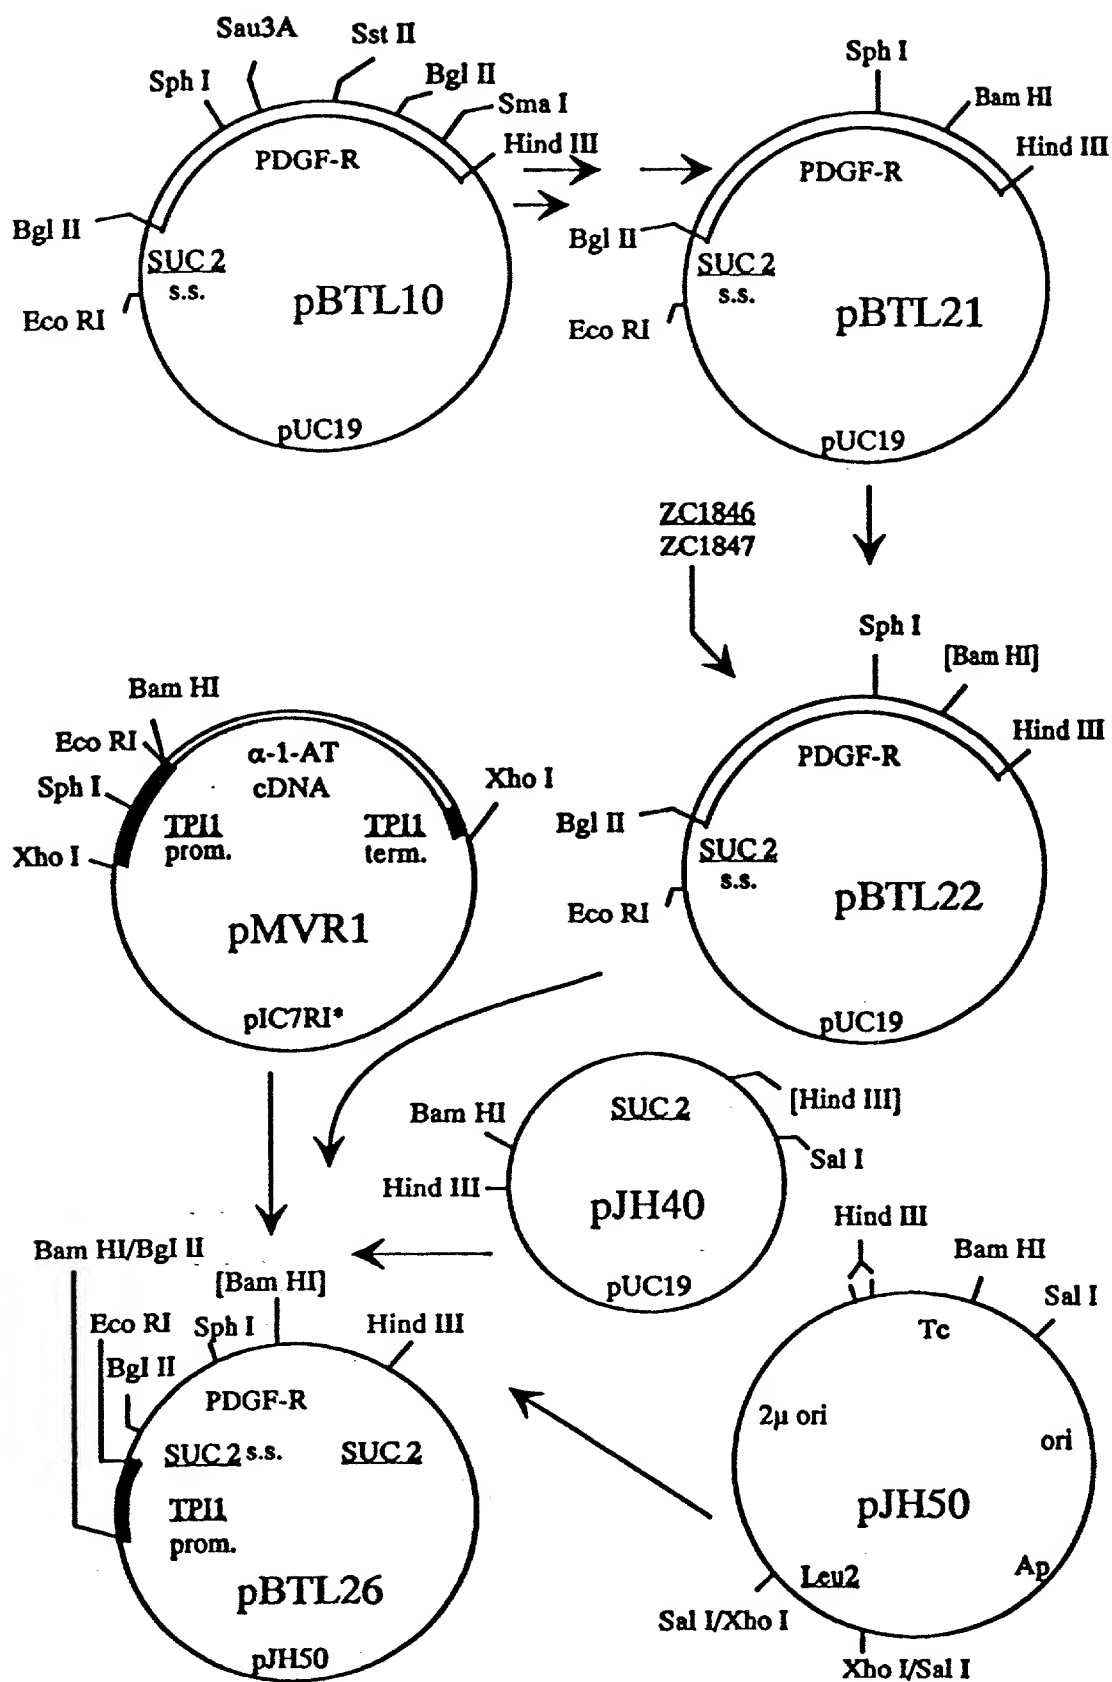 Sau3A
Sst II
Sph I
Bgl II
Sma I
Hind III
PDGF-R
Bgl II
SUC 2
s.s.
pBTL10
Eco RI
pUC19
Sph I
Bam HI
Hind III
PDGF-R
Bgl II
SUC 2
s.s.
pBTL21
Eco RI
pUC19
ZC1846
ZC1847
Sph I
[Bam HI]
Hind III
PDGF-R
Bgl II
SUC 2
s.s.
pBTL22
Eco RI
pUC19
Bam HI
Eco RI
α-1-AT
cDNA
Sph I
Xho I
TPI1
prom.
TPI1
term.
Xho I
pMVR1
pIC7RI*
SUC 2
[Hind III]
Bam HI
Sal I
Hind III
pJH40
pUC19
Hind III
Bam HI
Sal I
Tc
2μ ori
ori
pJH50
Leu2
Ap
Sal I/Xho I
Xho I/Sal I
Bam HI/BgI II
[Bam HI]
Eco RI
Sph I
Hind III
BgI II
PDGF-R
SUC 2 s.s.
SUC 2
TPI1
prom.
pBTL26
pJH50